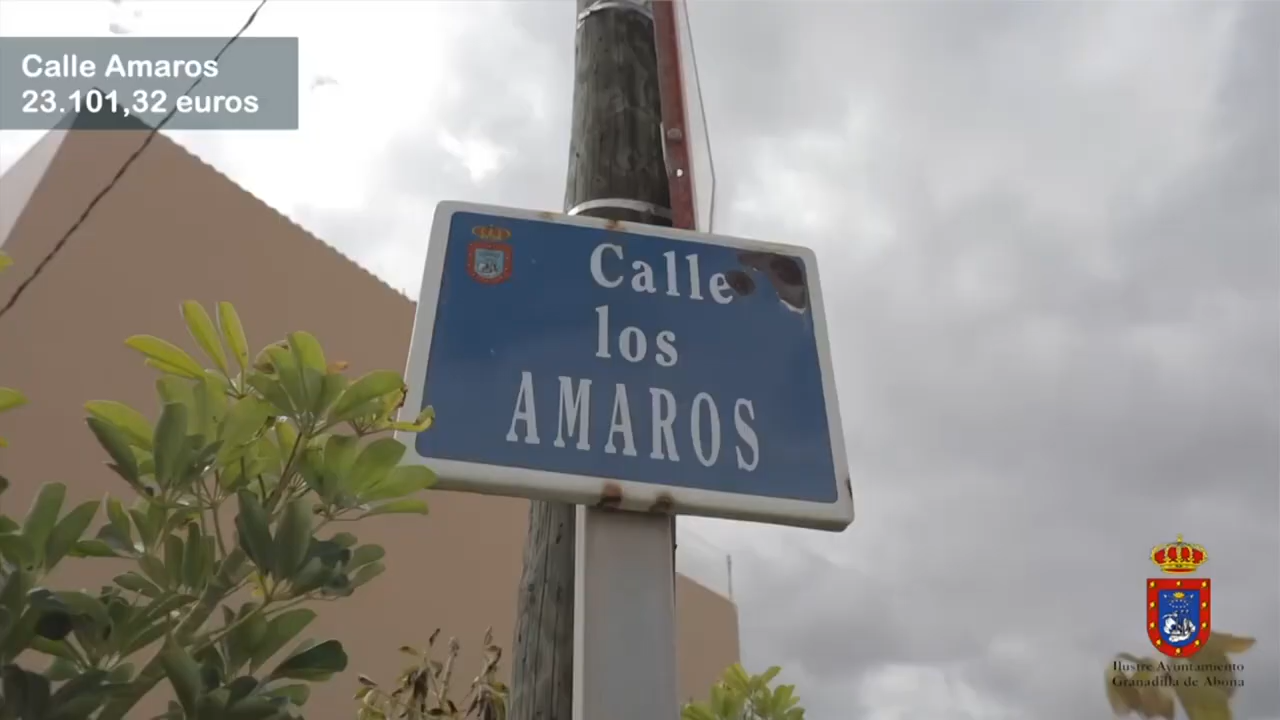 Calle Amaros
23.101,32 euros
Calle
los
AMAROS
Ilustre Ayuntamiento
Granadilla de Abona